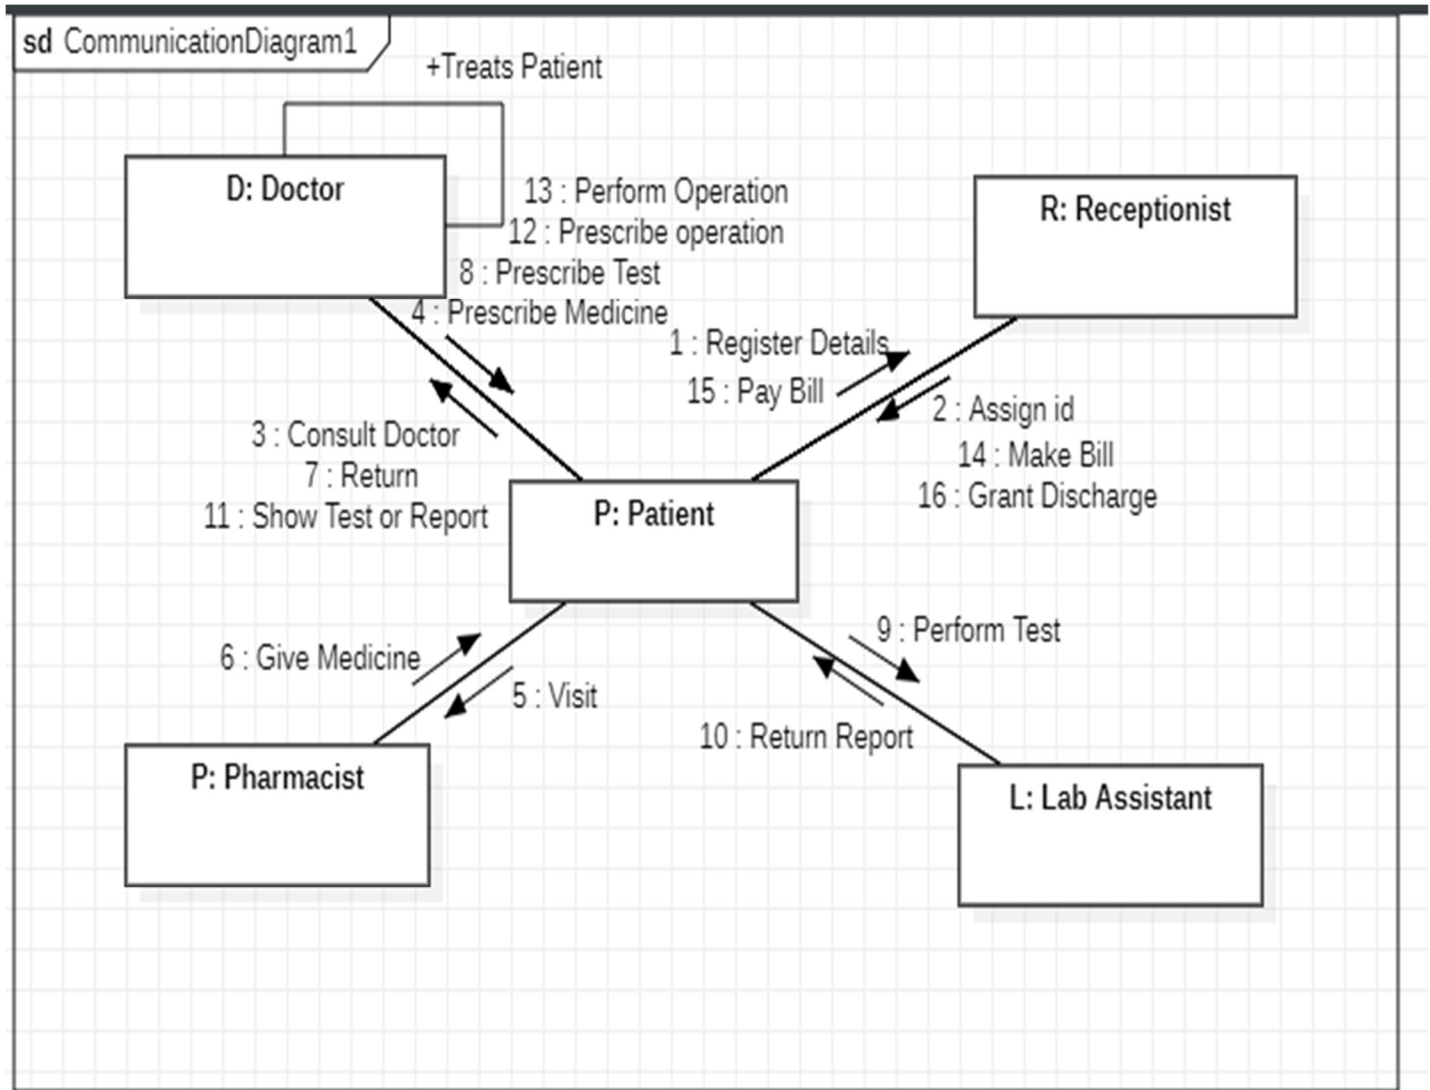 sd CommunicationDiagram1
+Treats Patient
D: Doctor
13 : Perform Operation
12 : Prescribe operation
8 : Prescribe Test
4 : Prescribe Medicine
R: Receptionist
1 : Register Details
15 : Pay Bill
2 : Assign id
14 : Make Bill
16 : Grant Discharge
3 : Consult Doctor
7 : Return
11 : Show Test or Report
P: Patient
6 : Give Medicine
5 : Visit
9 : Perform Test
10 : Return Report
P: Pharmacist
L: Lab Assistant